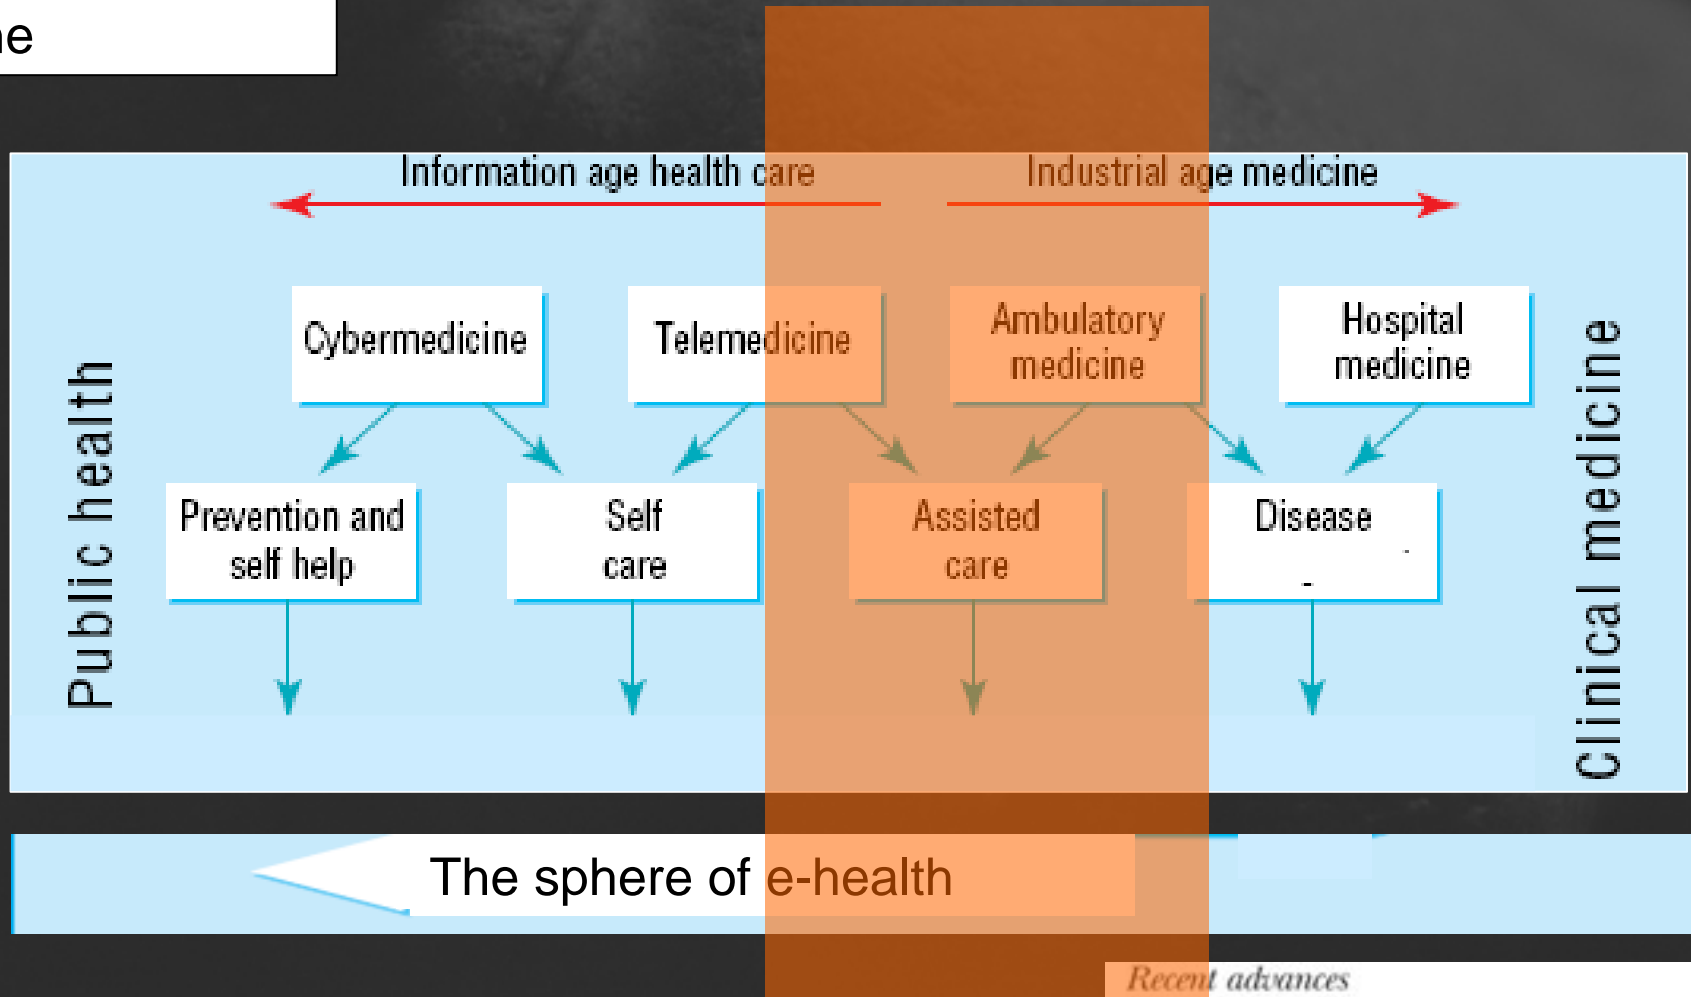 ne
Information age health care
Industrial age medicine
Cybermedicine
Telemedicine
Ambulatory
medicine
Hospital
medicine
Public health
Prevention and
self help
Self
care
Assisted
care
Disease
Clinical medicine
The sphere of e-health
Recent advances